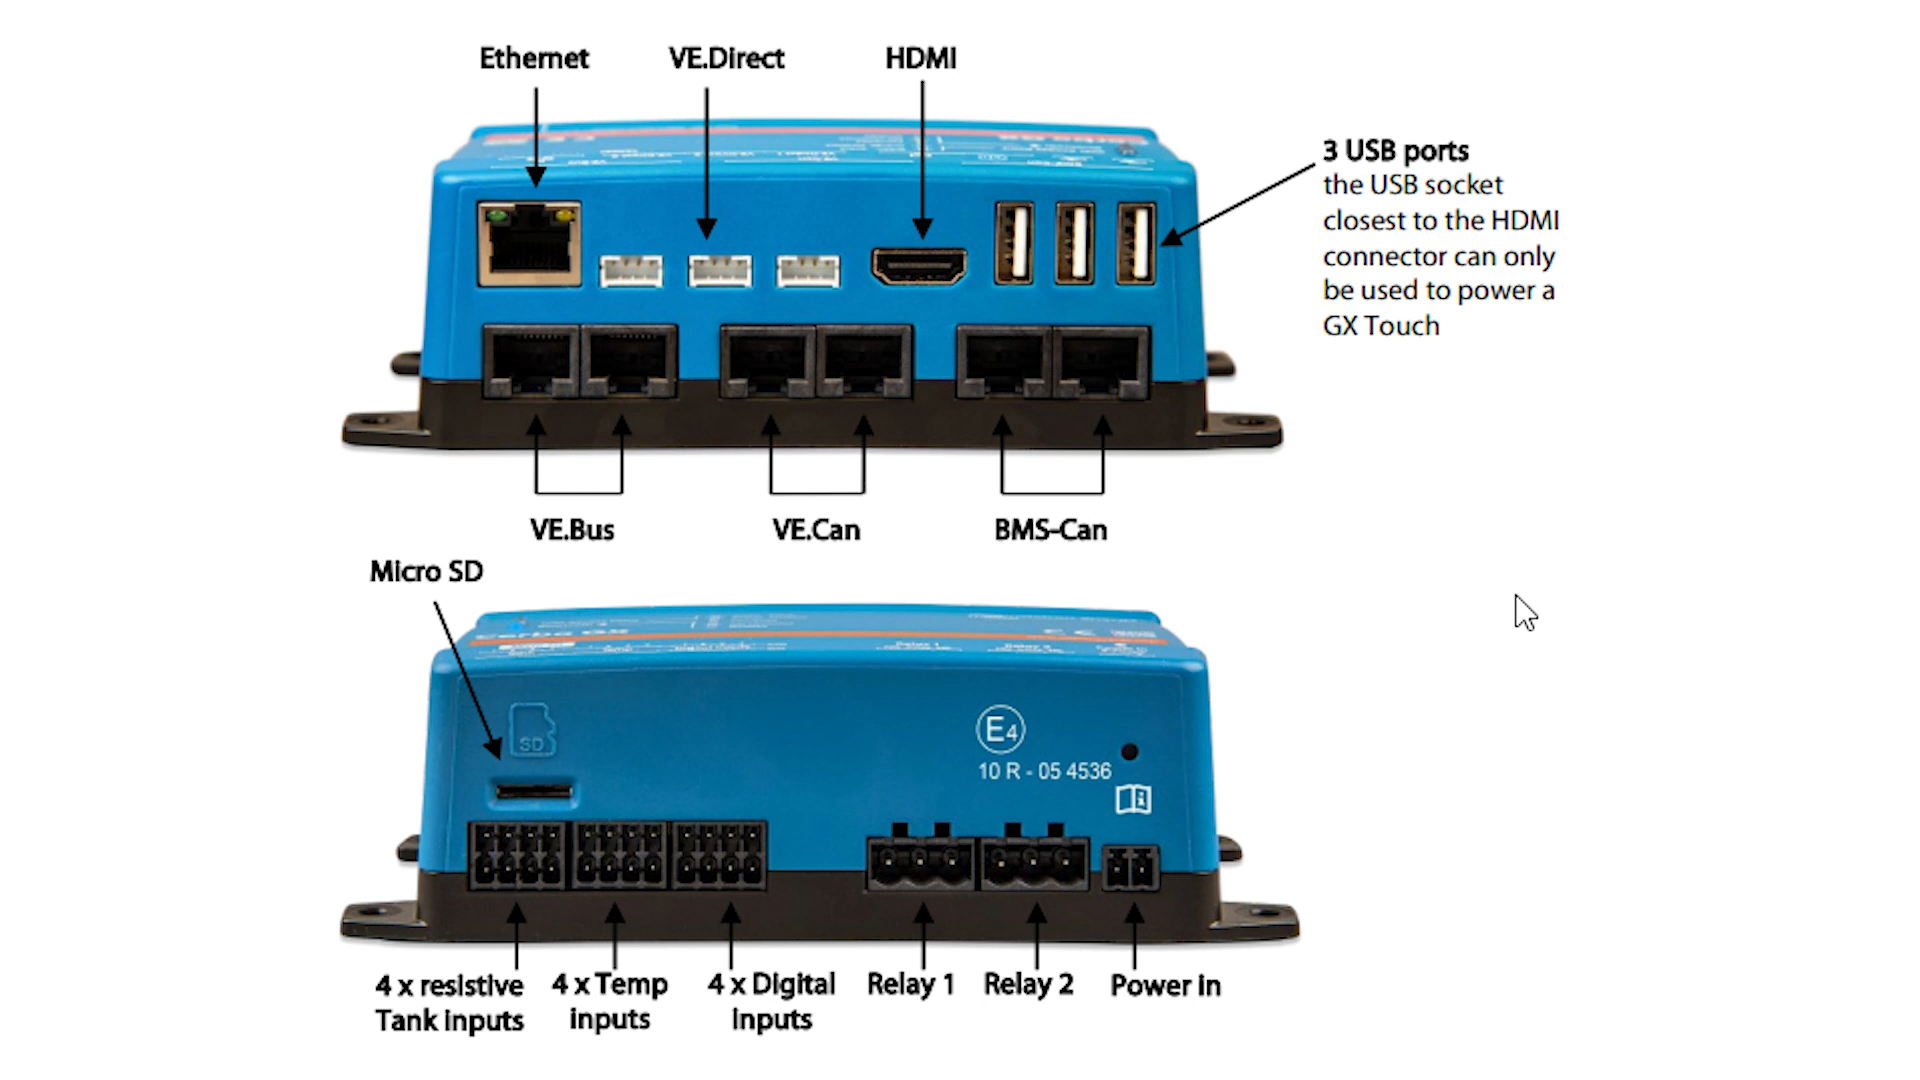 Ethernet
VE.Direct
HDMI
3 USB ports
the USB socket
closest to the HDMI
connector can only
be used to power a
GX Touch
VE.Bus
VE.Can
BMS-Can
Micro SD
SD
E4
10 R - 05 4536
4 x resistive
Tank inputs
4 x Temp
inputs
4 x Digital
inputs
Relay 1
Relay 2
Power in